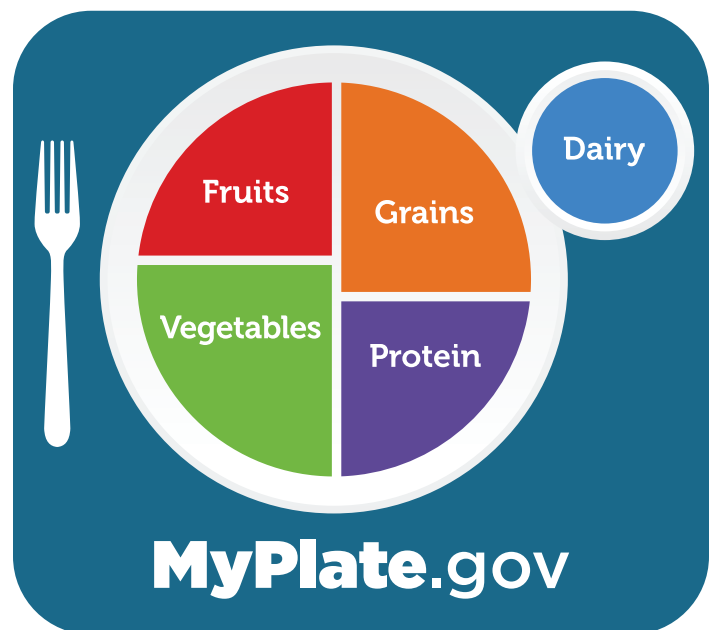 Fruits
Grains
Dairy
Vegetables
Protein
MyPlate.gov